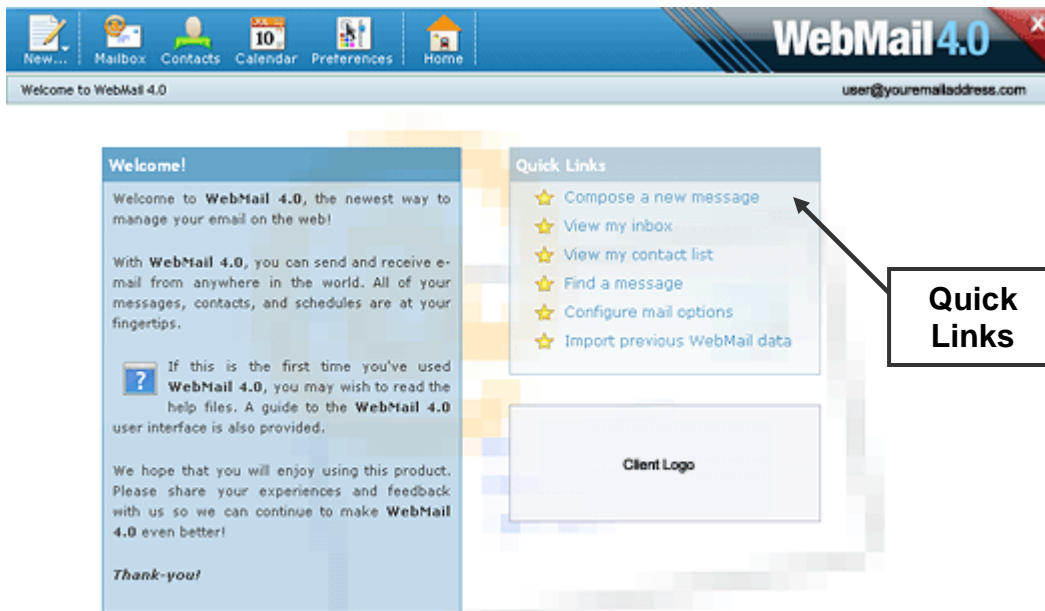 WebMail 4.0
X
JUL
10
New...
Mailbox
Contacts
Calendar
Preferences
Home
Welcome to WebMail 4.0
user@youremailaddress.com
Welcome!
Welcome to WebMail 4.0, the newest way to
manage your email on the web!
With WebMail 4.0, you can send and receive e-
mail from anywhere in the world. All of your
messages, contacts, and schedules are at your
fingertips.
?
If this is the first time you've used
WebMail 4.0, you may wish to read the
help files. A guide to the WebMail 4.0
user interface is also provided.
We hope that you will enjoy using this product.
Please share your experiences and feedback
with us so we can continue to make WebMail
4.0 even better!
Thank-you!
Quick Links
Compose a new message
View my inbox
View my contact list
Find a message
Configure mail options
Import previous WebMail data
Quick
Links
Client Logo